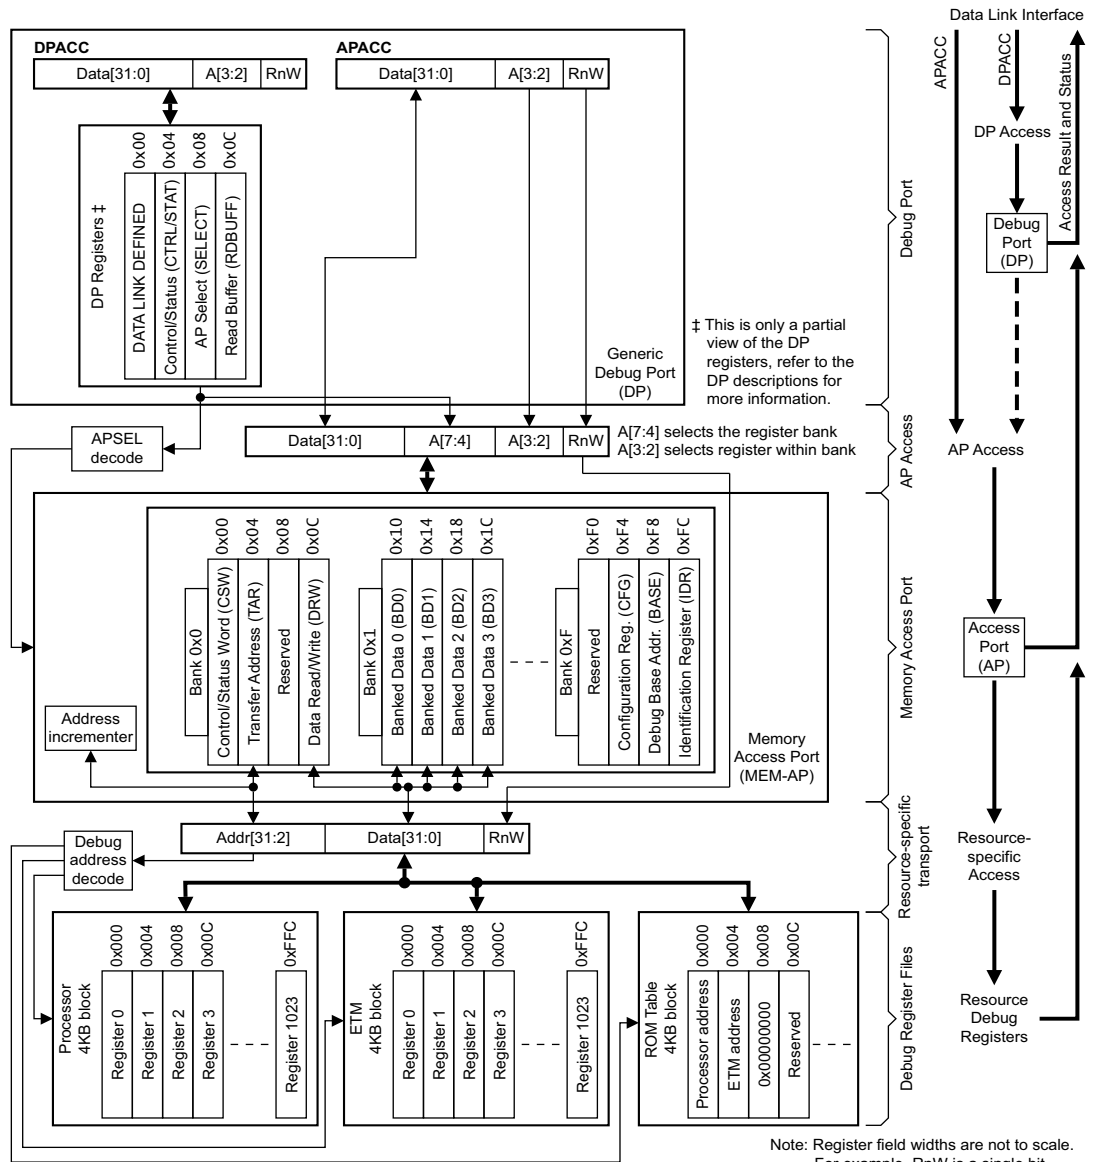 Data Link Interface
DPACC
Data[31:0] A[3:2] RnW
APACC
Data[31:0] A[3:2] RnW
DP Registers ‡
0x00
0x04
0x08
0x0C
DATA LINK DEFINED
Control/Status (CTRL/STAT)
AP Select (SELECT)
Read Buffer (RDBUFF)
‡ This is only a partial
view of the DP
registers, refer to the
DP descriptions for
more information.
Generic
Debug Port
(DP)
Debug Port
APACC
DPACC
Access Result and Status
DP Access
Debug
Port
(DP)
APSEL
decode
Data[31:0] A[7:4] A[3:2] RnW
A[7:4] selects the register bank
A[3:2] selects register within bank
AP Access
AP Access
Bank 0x0
0x00
0x04
0x08
0x0C
Control/Status Word (CSW)
Transfer Address (TAR)
Reserved
Data Read/Write (DRW)
Bank 0x1
0x10
0x14
0x18
0x1C
Banked Data 0 (BD0)
Banked Data 1 (BD1)
Banked Data 2 (BD2)
Banked Data 3 (BD3)
Bank 0xF
0xF0
0xF4
0xF8
0xFC
Reserved
Configuration Reg. (CFG)
Debug Base Addr. (BASE)
Identification Register (IDR)
Address
incrementer
Memory
Access Port
(MEM-AP)
Memory Access Port
Access
Port
(AP)
Addr[31:2] Data[31:0] RnW
Debug
address
decode
Resource-specific
transport
Resource-
specific
Access
Processor
4KB block
0x000
0x004
0x008
0x00C
0xFFC
Register 0
Register 1
Register 2
Register 3
Register 1023
ETM
4KB block
0x000
0x004
0x008
0x00C
0xFFC
Register 0
Register 1
Register 2
Register 3
Register 1023
ROM Table
4KB block
0x000
0x004
0x008
0x00C
Processor address
ETM address
0x00000000
Reserved
Debug Register Files
Resource
Debug
Registers
Note: Register field widths are not to scale.
For example, RnW is a single bit